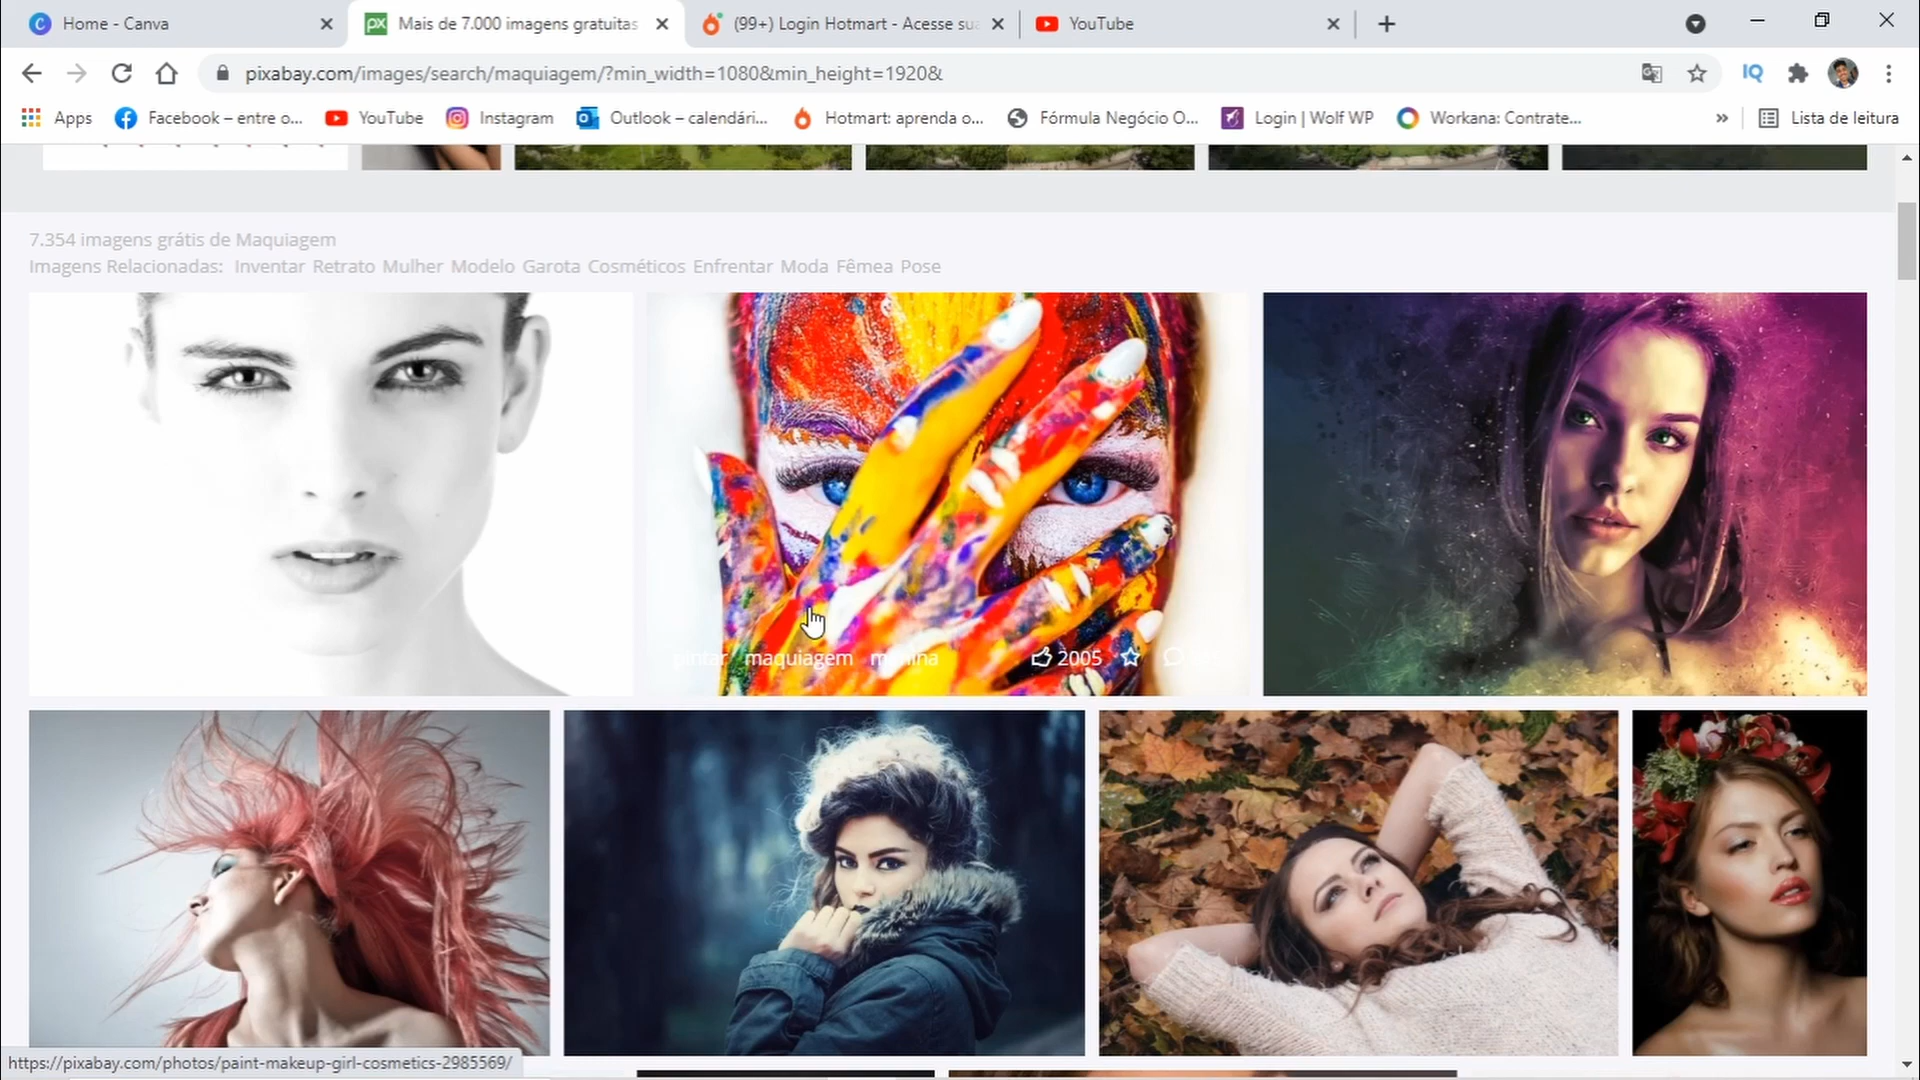 Home - Canva
Mais de 7.000 imagens gratuitas
(99+) Login Hotmart - Acesse sua
YouTube
pixabay.com/images/search/maquiagem/?min_width=1080&min_height=1920&
IQ
Apps
Facebook – entre o...
YouTube
Instagram
Outlook – calendári...
Hotmart: aprenda o...
Fórmula Negócio O...
Login | Wolf WP
Workana: Contrate...
»
Lista de leitura
7.354 imagens grátis de Maquiagem
Imagens Relacionadas: Inventar Retrato Mulher Modelo Garota Cosméticos Enfrentar Moda Fêmea Pose
pintar maquiagem menina 2005
https://pixabay.com/photos/paint-makeup-girl-cosmetics-2985569/